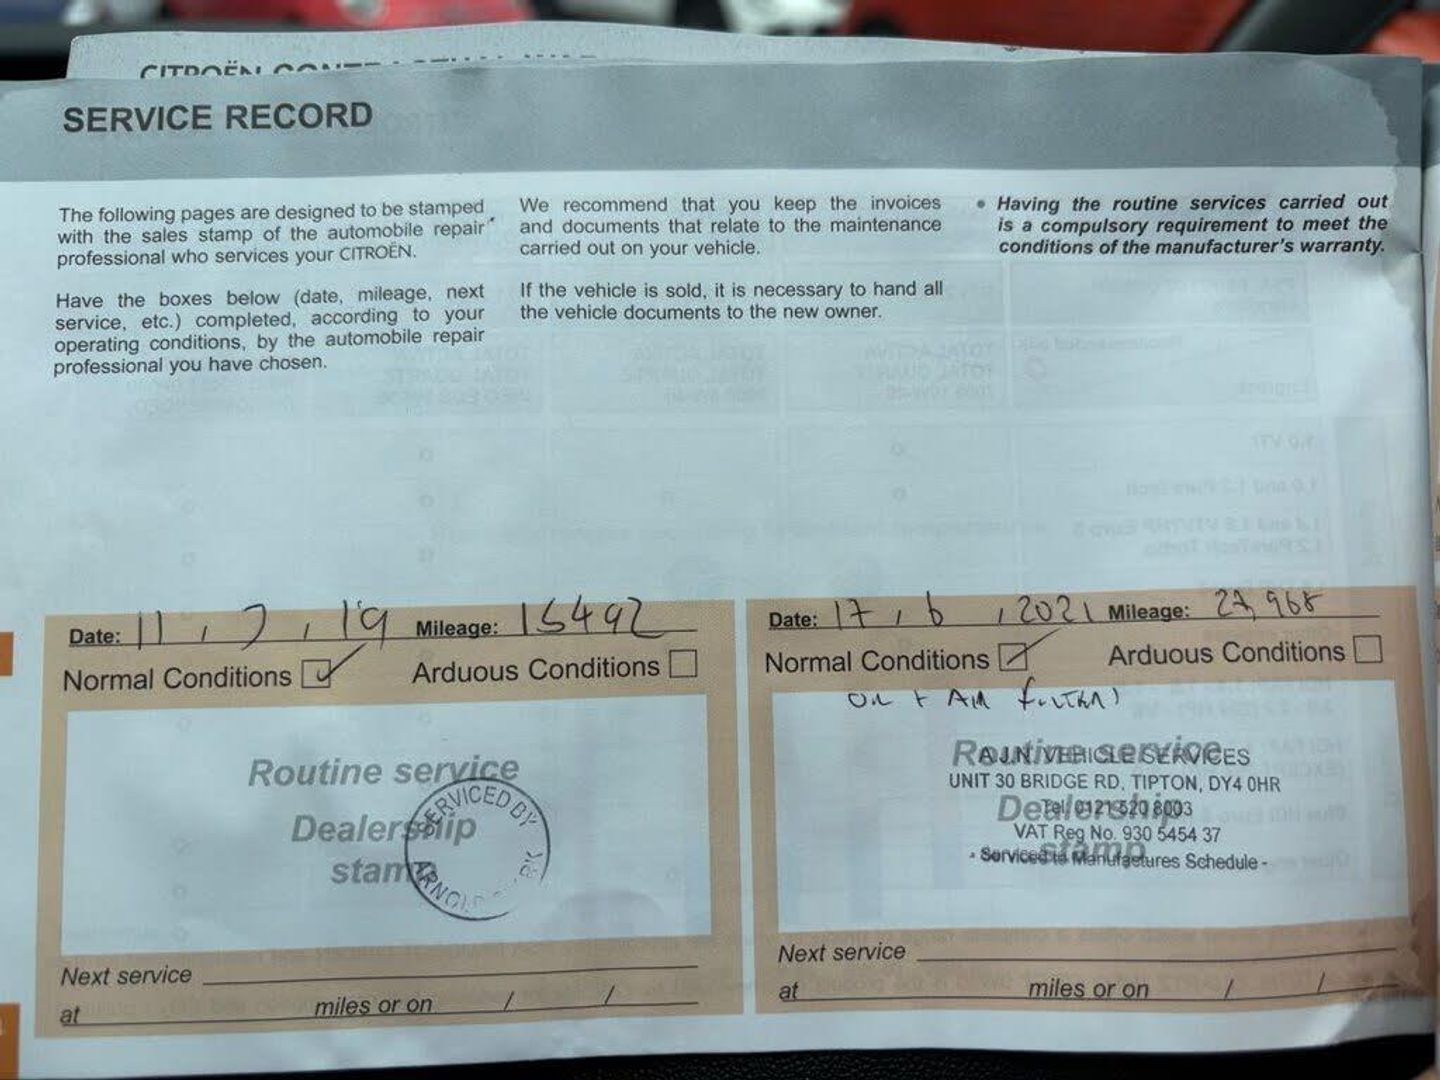 SERVICE RECORD
The following pages are designed to be stamped
with the sales stamp of the automobile repair
professional who services your CITROËN.
Have the boxes below (date, mileage, next
service, etc.) completed, according to your
operating conditions, by the automobile repair
professional you have chosen.
We recommend that you keep the invoices
and documents that relate to the maintenance
carried out on your vehicle.
If the vehicle is sold, it is necessary to hand all
the vehicle documents to the new owner.
• Having the routine services carried out
is a compulsory requirement to meet the
conditions of the manufacturer's warranty.
Date: 11 / 7 / 19 Mileage: 15492
Normal Conditions Arduous Conditions
Routine service
Dealership
stamp
SERVICED BY
Next service
at miles or on / /
Date: 17 / 6 / 2021 Mileage: 27,968
Normal Conditions Arduous Conditions
OIL + AIR FILTERS
Routine service
Dealership
stamp
A.J.N. VEHICLE SERVICES
UNIT 30 BRIDGE RD, TIPTON, DY4 0HR
Tel: 0121 520 8003
VAT Reg No. 930 5454 37
- Serviced to Manufactures Schedule -
Next service
at miles or on / /